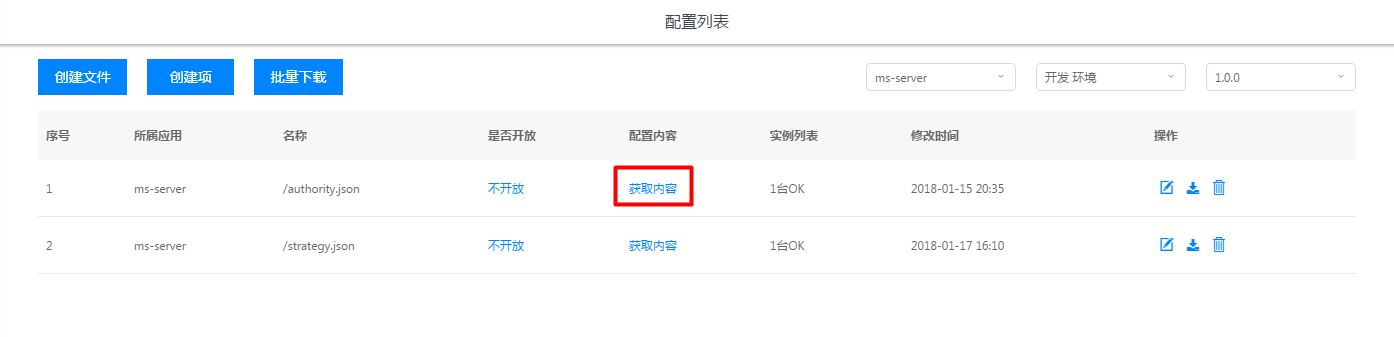 配置列表
创建文件 创建项 批量下载 ms-server 开发 环境 1.0.0
序号 所属应用 名称 是否开放 配置内容 实例列表 修改时间 操作
1 ms-server /authority.json 不开放 获取内容 1台OK 2018-01-15 20:35
2 ms-server /strategy.json 不开放 获取内容 1台OK 2018-01-17 16:10